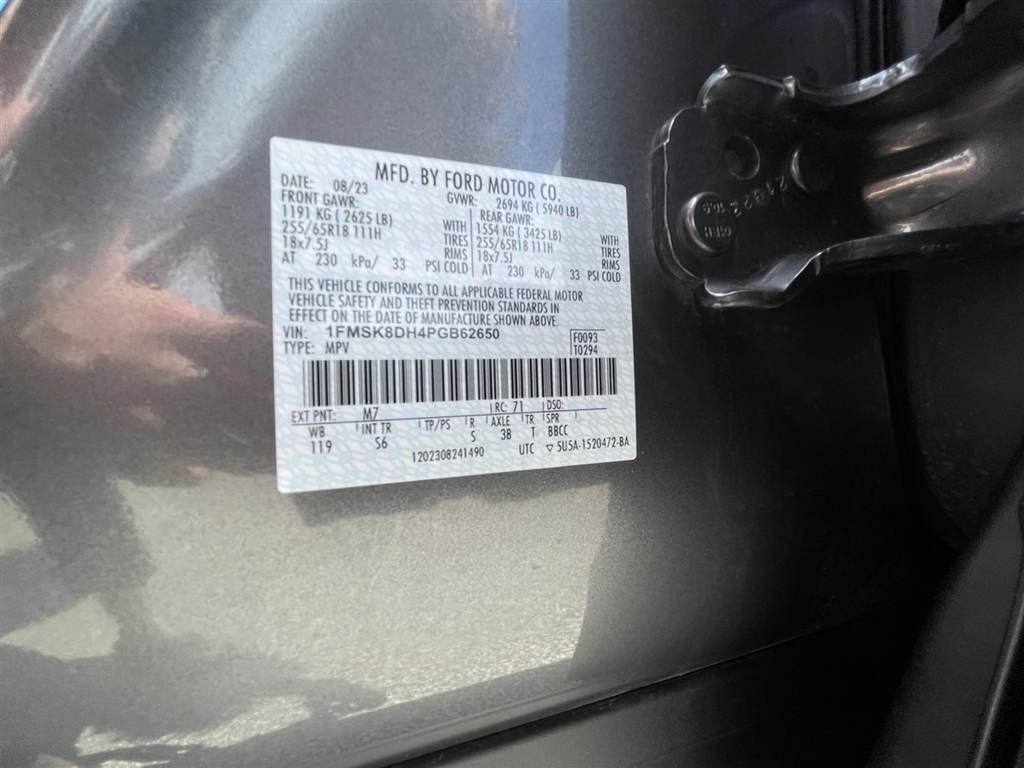 MFD. BY FORD MOTOR CO.
DATE: 08/23 GVWR: 2694 KG (5940 LB)
FRONT GAWR: REAR GAWR:
1191 KG (2625 LB) WITH 1554 KG (3425 LB) WITH
255/65R18 111H TIRES 255/65R18 111H TIRES
18x7.5J RIMS 18x7.5J RIMS
AT 230 kPa/ 33 PSI COLD AT 230 kPa/ 33 PSI COLD
THIS VEHICLE CONFORMS TO ALL APPLICABLE FEDERAL MOTOR
VEHICLE SAFETY AND THEFT PREVENTION STANDARDS IN
EFFECT ON THE DATE OF MANUFACTURE SHOWN ABOVE.
VIN: 1FMSK8DH4PGB62650 F0093
TYPE: MPV T0294
EXT PNT: M7 RC: 71 DSO:
WB INT TR TP/PS R AXLE TR SPR
119 S6 S 3B T BBCC
1202308241490 UTC ▽ 5U5A-1520472-BA